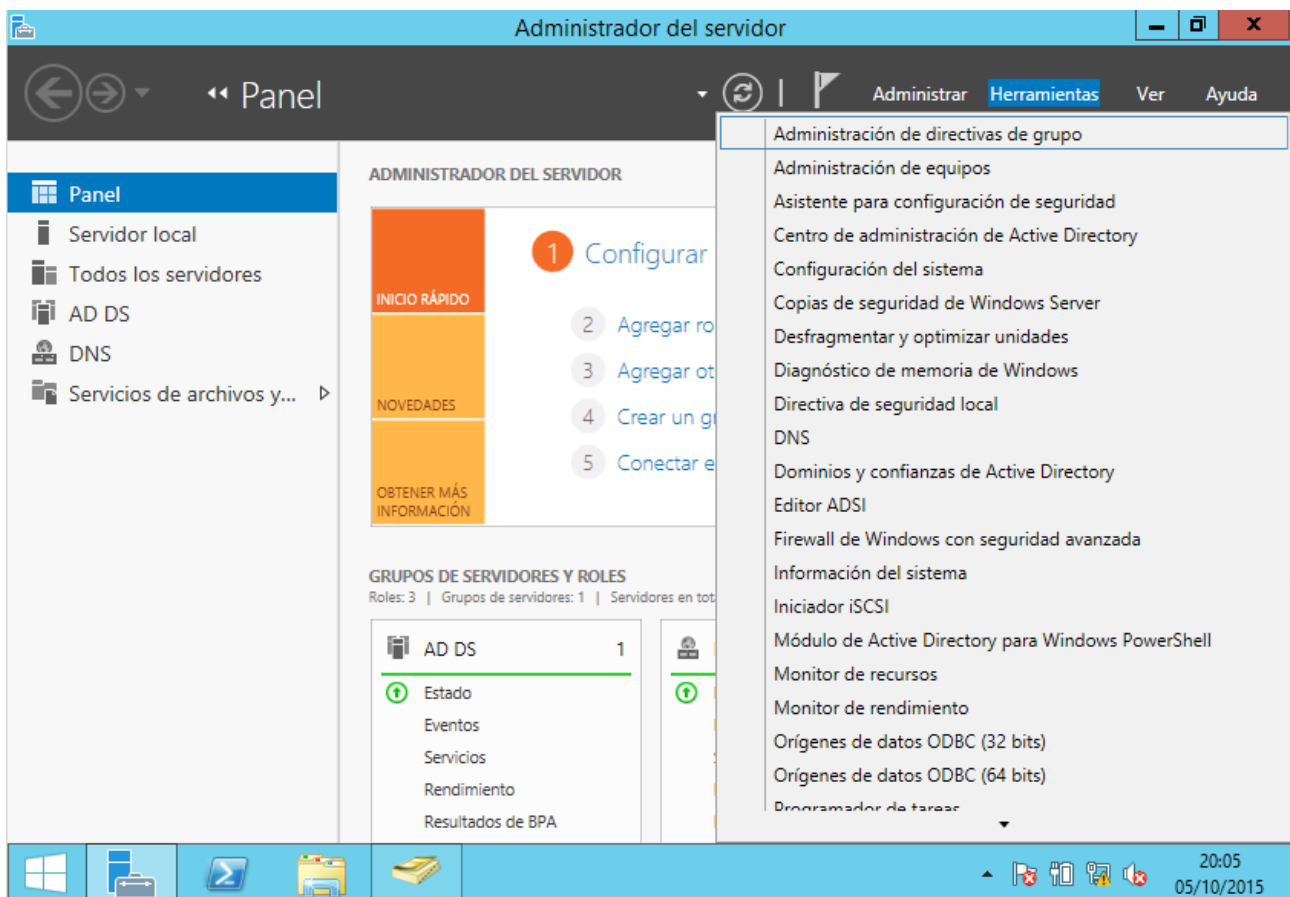 Administrador del servidor
Panel
Administrar Herramientas Ver Ayuda
Panel
Servidor local
Todos los servidores
AD DS
DNS
Servicios de archivos y...
ADMINISTRADOR DEL SERVIDOR
INICIO RÁPIDO
NOVEDADES
OBTENER MÁS
INFORMACIÓN
1 Configurar
2 Agregar ro
3 Agregar ot
4 Crear un g
5 Conectar e
GRUPOS DE SERVIDORES Y ROLES
Roles: 3 | Grupos de servidores: 1 | Servidores en tot
AD DS 1
Estado
Eventos
Servicios
Rendimiento
Resultados de BPA
Administración de directivas de grupo
Administración de equipos
Asistente para configuración de seguridad
Centro de administración de Active Directory
Configuración del sistema
Copias de seguridad de Windows Server
Desfragmentar y optimizar unidades
Diagnóstico de memoria de Windows
Directiva de seguridad local
DNS
Dominios y confianzas de Active Directory
Editor ADSI
Firewall de Windows con seguridad avanzada
Información del sistema
Iniciador iSCSI
Módulo de Active Directory para Windows PowerShell
Monitor de recursos
Monitor de rendimiento
Orígenes de datos ODBC (32 bits)
Orígenes de datos ODBC (64 bits)
Programador de tareas
20:05
05/10/2015